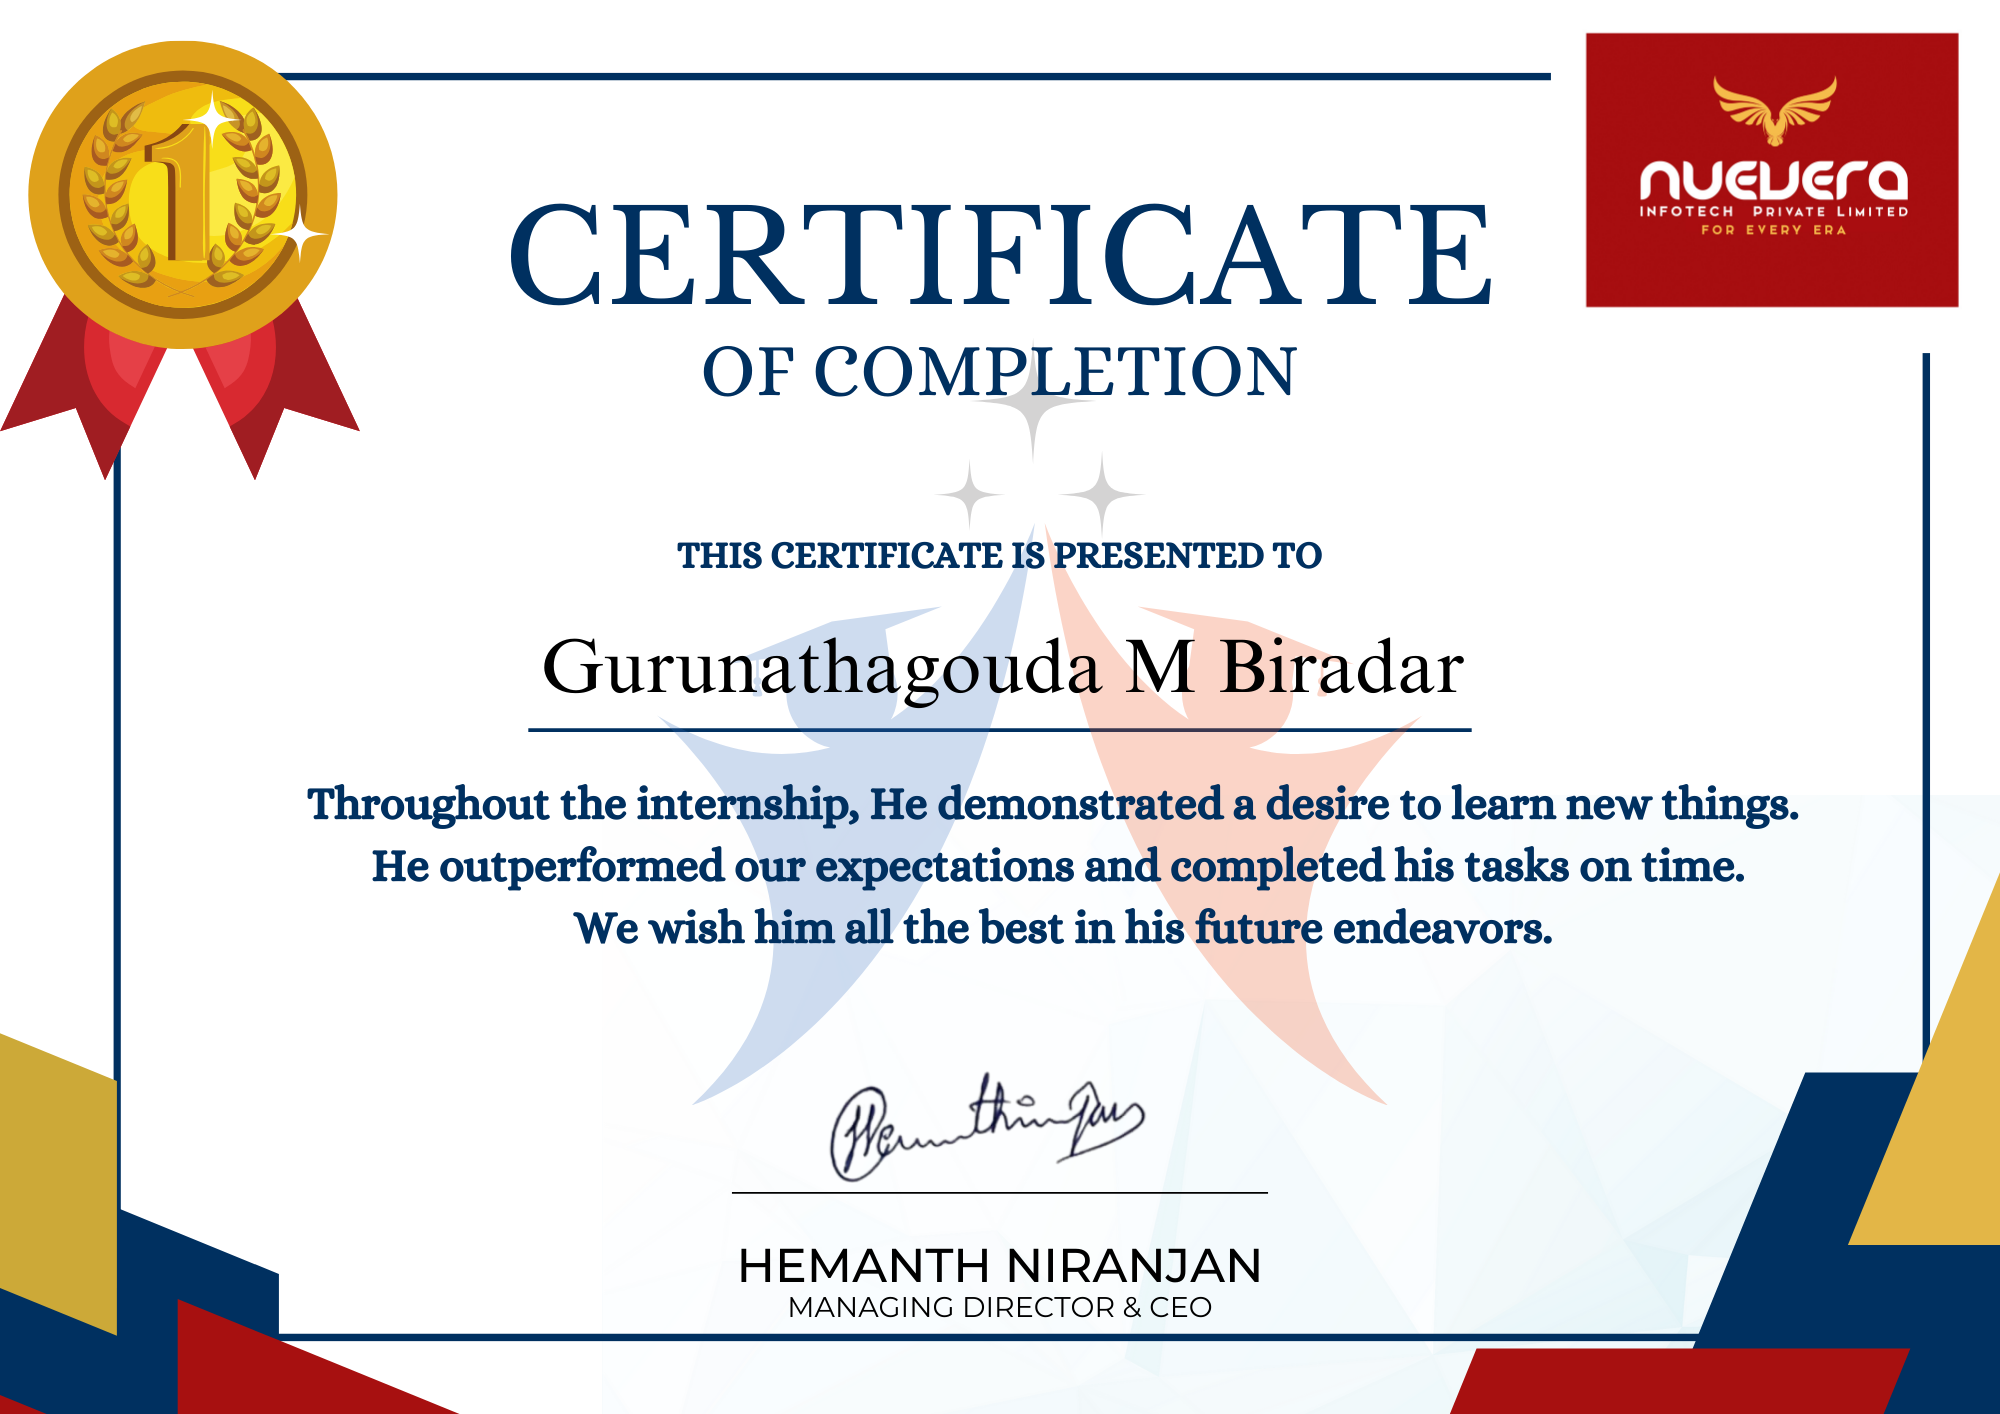 1
NUEVERA
INFOTECH PRIVATE LIMITED
FOR EVERY ERA
CERTIFICATE
OF COMPLETION
THIS CERTIFICATE IS PRESENTED TO
Gurunathagouda M Biradar
Throughout the internship, He demonstrated a desire to learn new things.
He outperformed our expectations and completed his tasks on time.
We wish him all the best in his future endeavors.
HEMANTH NIRANJAN
MANAGING DIRECTOR & CEO